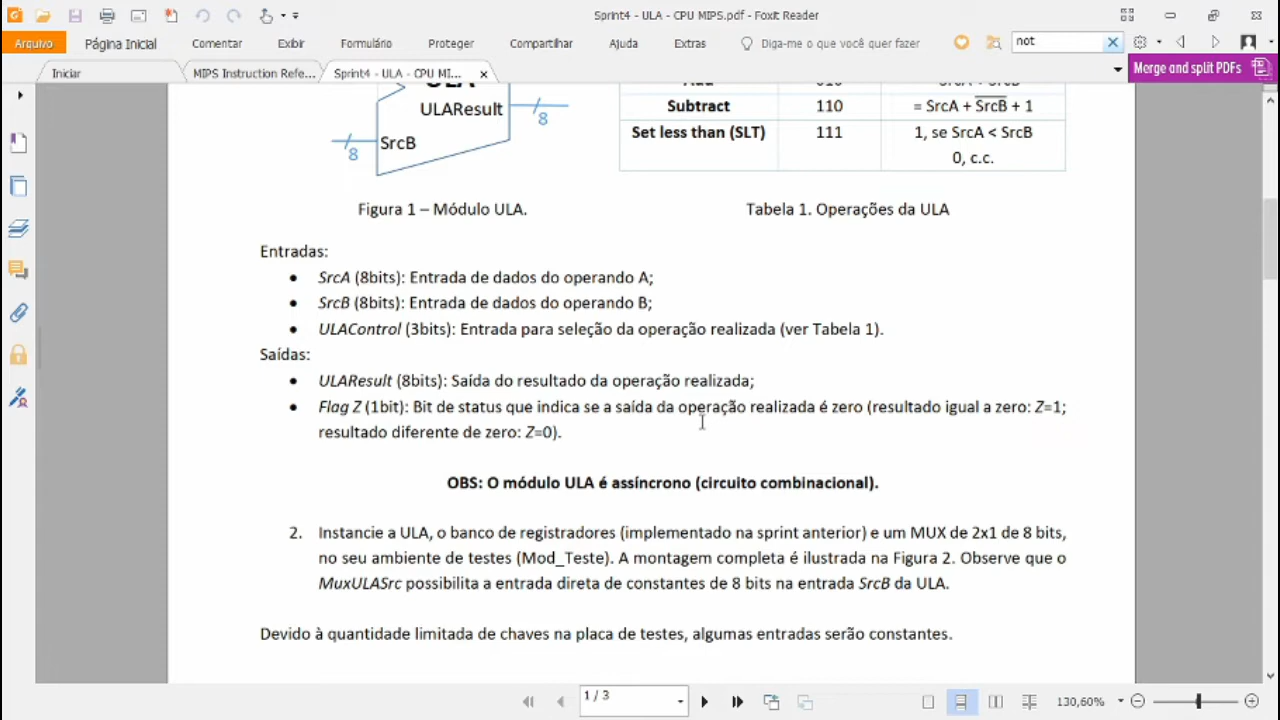 Sprint4 - ULA - CPU MIPS.pdf - Foxit Reader
Arquivo Página Inicial Comentar Exibir Formulário Proteger Compartilhar Ajuda Extras Diga-me o que você quer fazer not
Iniciar MIPS Instruction Refe... Sprint4 - ULA - CPU MI... Merge and split PDFs
ULAResult
8
SrcB
8
Subtract 110 = SrcA + SrcB + 1
Set less than (SLT) 111 1, se SrcA < SrcB
0, c.c.
Figura 1 – Módulo ULA. Tabela 1. Operações da ULA
Entradas:
• SrcA (8bits): Entrada de dados do operando A;
• SrcB (8bits): Entrada de dados do operando B;
• ULAControl (3bits): Entrada para seleção da operação realizada (ver Tabela 1).
Saídas:
• ULAResult (8bits): Saída do resultado da operação realizada;
• Flag Z (1bit): Bit de status que indica se a saída da operação realizada é zero (resultado igual a zero: Z=1;
resultado diferente de zero: Z=0).
OBS: O módulo ULA é assíncrono (circuito combinacional).
2. Instancie a ULA, o banco de registradores (implementado na sprint anterior) e um MUX de 2x1 de 8 bits,
no seu ambiente de testes (Mod_Teste). A montagem completa é ilustrada na Figura 2. Observe que o
MuxULASrc possibilita a entrada direta de constantes de 8 bits na entrada SrcB da ULA.
Devido à quantidade limitada de chaves na placa de testes, algumas entradas serão constantes.
1 / 3 130,60%